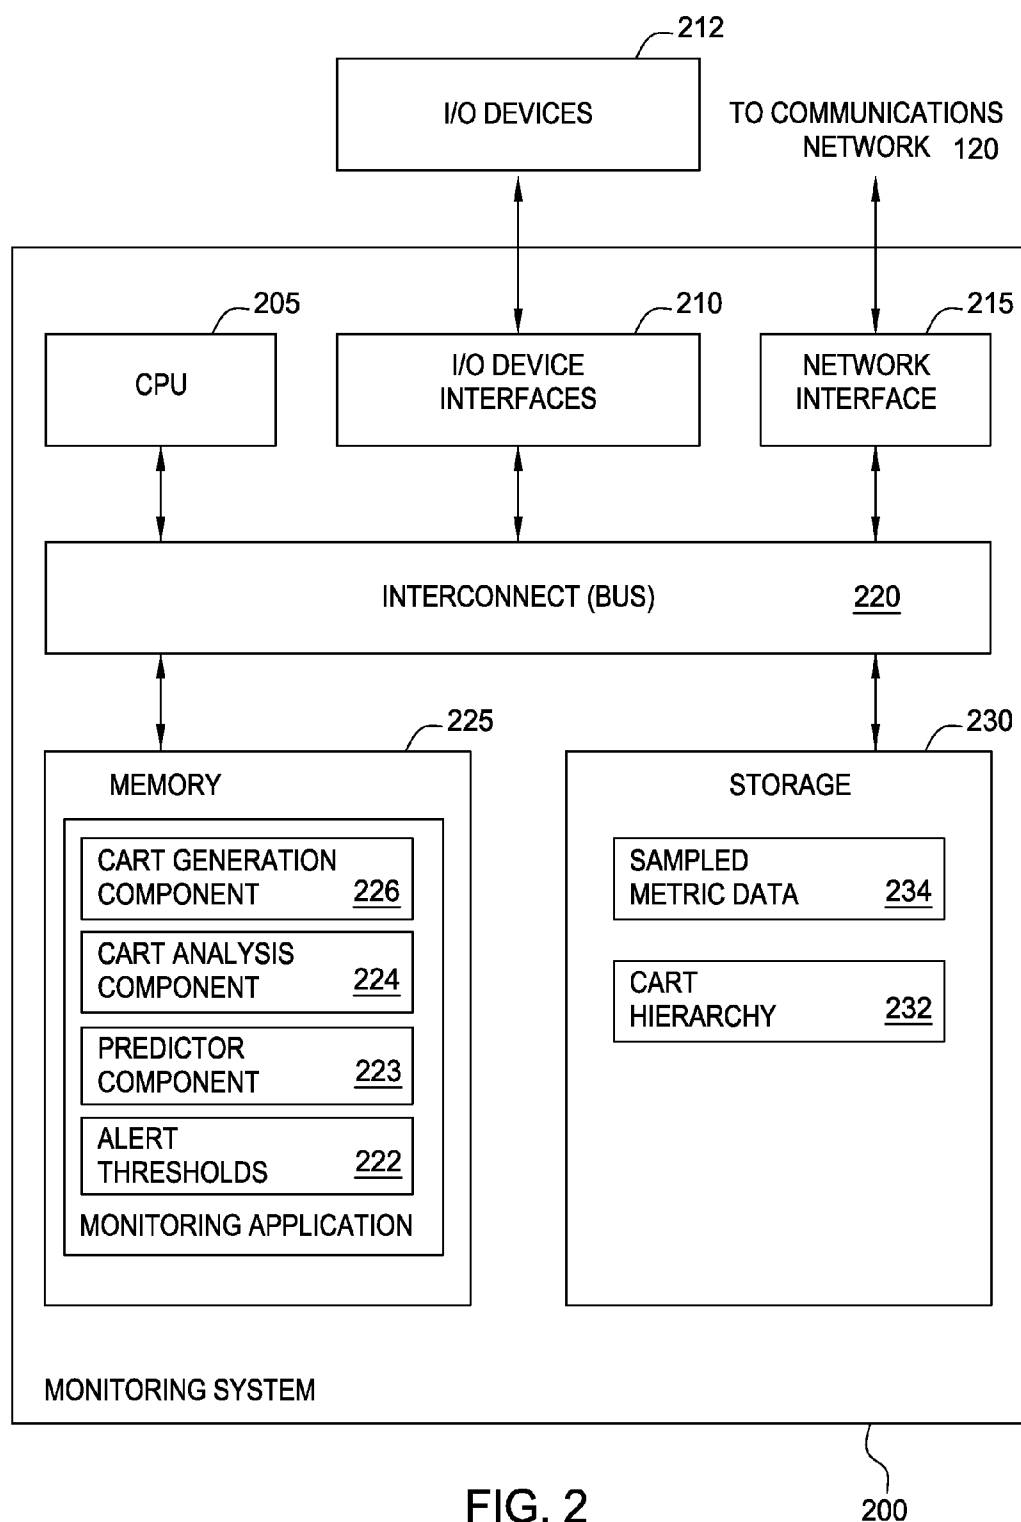 212
I/O DEVICES
TO COMMUNICATIONS
NETWORK 120
205
210
215
CPU
I/O DEVICE
INTERFACES
NETWORK
INTERFACE
INTERCONNECT (BUS) 220
225
230
MEMORY
CART GENERATION
COMPONENT 226
CART ANALYSIS
COMPONENT 224
PREDICTOR
COMPONENT 223
ALERT
THRESHOLDS 222
MONITORING APPLICATION
STORAGE
SAMPLED
METRIC DATA 234
CART
HIERARCHY 232
MONITORING SYSTEM
200
FIG. 2